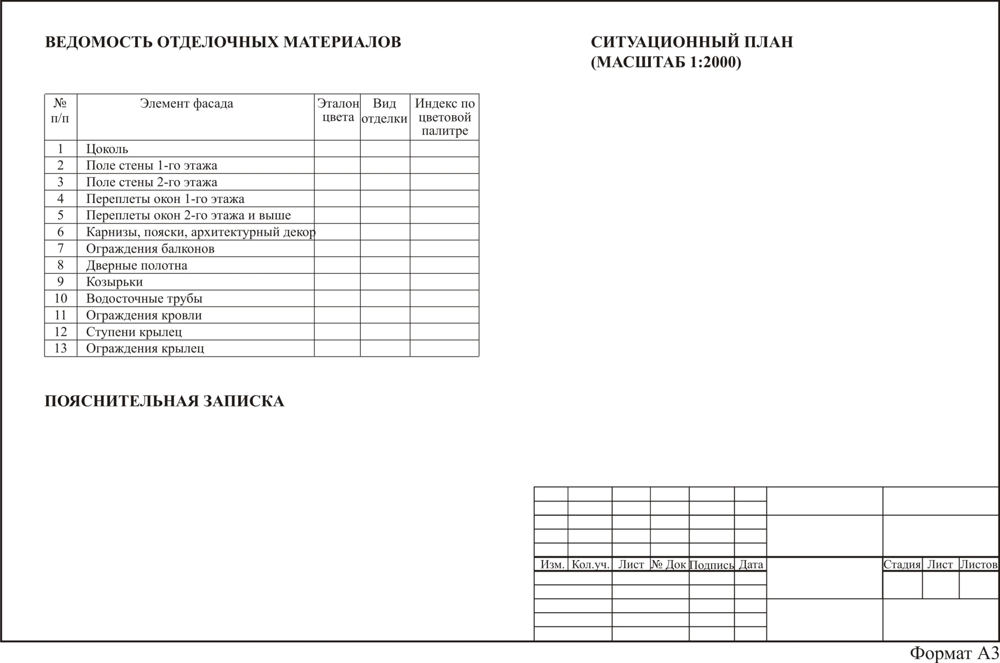 ВЕДОМОСТЬ ОТДЕЛОЧНЫХ МАТЕРИАЛОВ
СИТУАЦИОННЫЙ ПЛАН
(МАСШТАБ 1:2000)
№ п/п Элемент фасада Эталон цвета Вид отделки Индекс по цветовой палитре
1 Цоколь
2 Поле стены 1-го этажа
3 Поле стены 2-го этажа
4 Переплеты окон 1-го этажа
5 Переплеты окон 2-го этажа и выше
6 Карнизы, пояски, архитектурный декор
7 Ограждения балконов
8 Дверные полотна
9 Козырьки
10 Водосточные трубы
11 Ограждения кровли
12 Ступени крылец
13 Ограждения крылец
ПОЯСНИТЕЛЬНАЯ ЗАПИСКА
Изм. Кол.уч. Лист № Док Подпись Дата Стадия Лист Листов
Формат А3